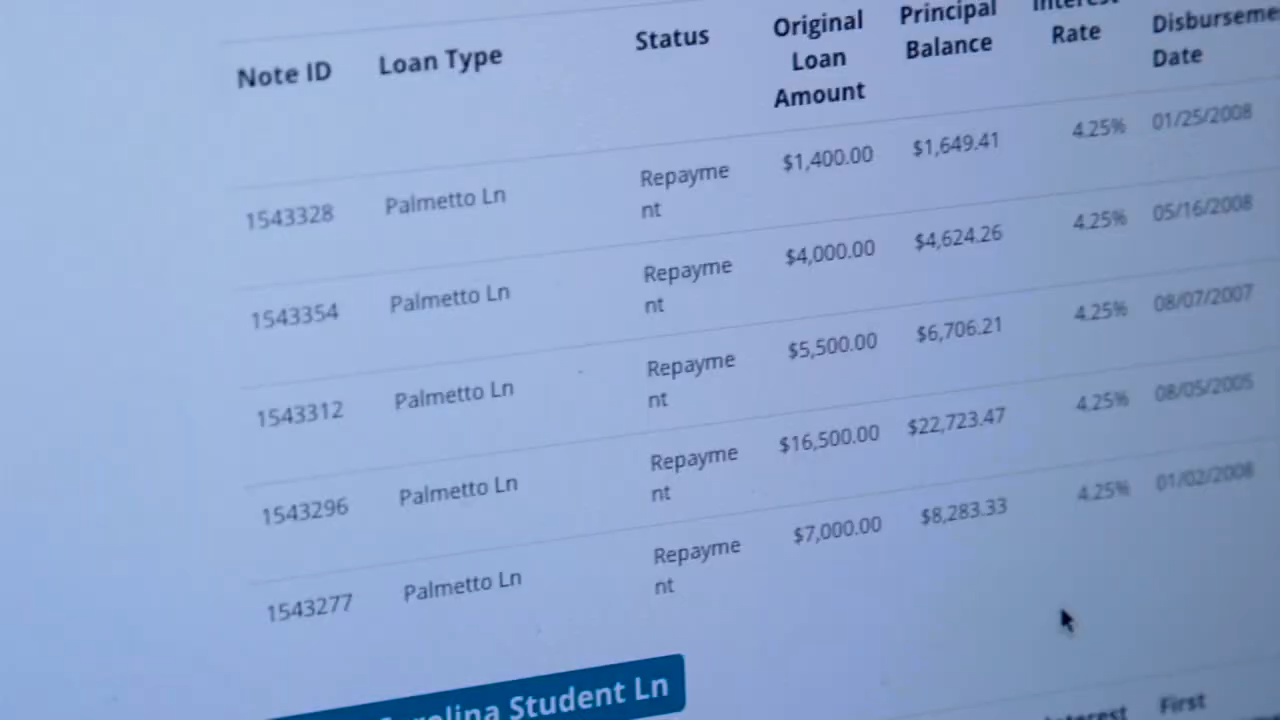 Note ID Loan Type Status Original Loan Amount Principal Balance Rate Date
1543328 Palmetto Ln Repayme nt $1,400.00 $1,649.41 4.25% 01/25/2008
1543354 Palmetto Ln Repayme nt $4,000.00 $4,624.26 4.25% 05/16/2008
1543312 Palmetto Ln Repayme nt $5,500.00 $6,706.21 4.25% 08/07/2007
1543296 Palmetto Ln Repayme nt $16,500.00 $22,723.47 4.25% 08/05/2005
1543277 Palmetto Ln Repayme nt $7,000.00 $8,283.33 4.25% 01/02/2008
Student Ln
First